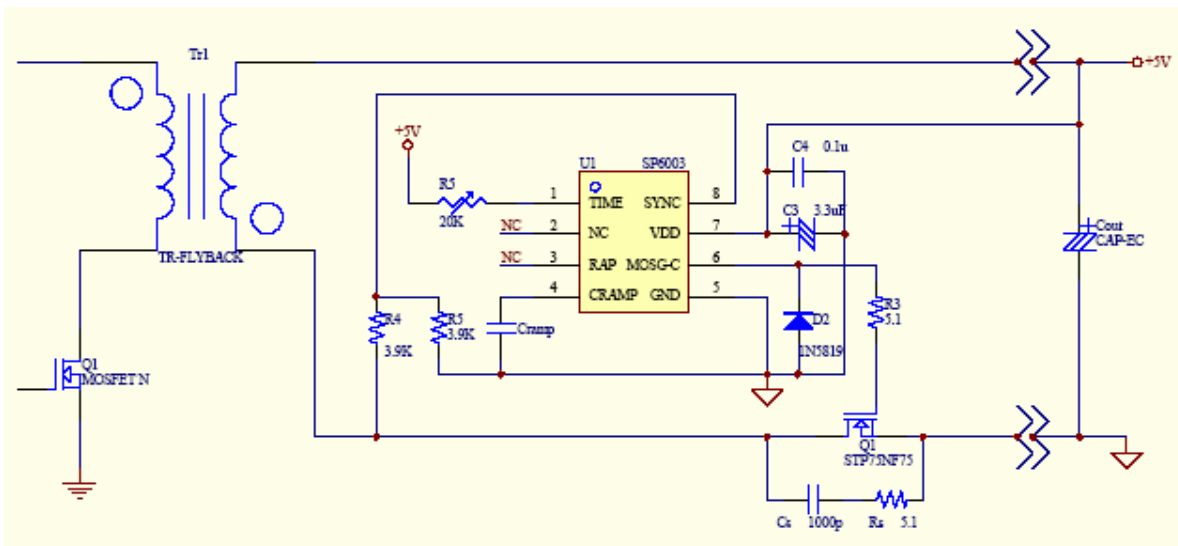 Tr1
+5V
+5V
C4 0.1u
U1 SP6003
R5
1 TIME SYNC 8
20K
C3 3.3uF
NC 2 NC VDD 7
Cout
CAP-EC
TR-FLYBACK
NC 3 RAP MOSG-C 6
4 CRAMP GND 5
R3
5.1
R4
R5
3.9K
Cramp
D2
3.9K
1N5819
Q1
MOSFET N
Q1
STP75NF75
Cs 1000p Rs 5.1